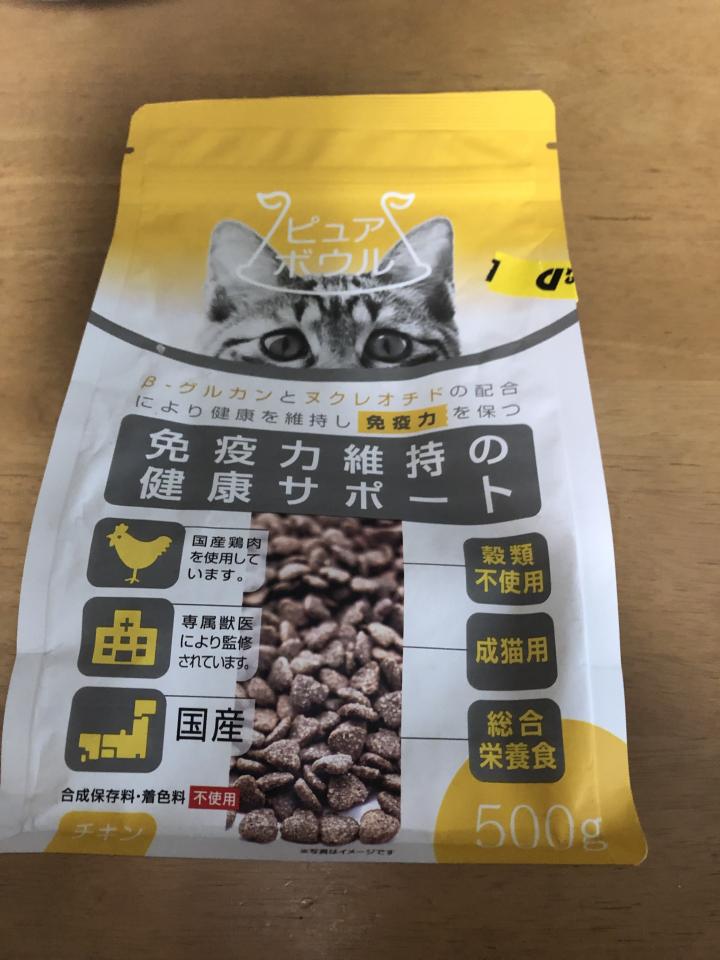 ピュア
ボウル
β-グルカンとヌクレオチドの配合
により健康を維持し 免疫力 を保つ
免疫力維持の
健康サポート
国産鶏肉
を使用して
います。
穀類
不使用
専属獣医
により監修
されています。
成猫用
国産
総合
栄養食
合成保存料・着色料 不使用
チキン
500g
※写真はイメージです